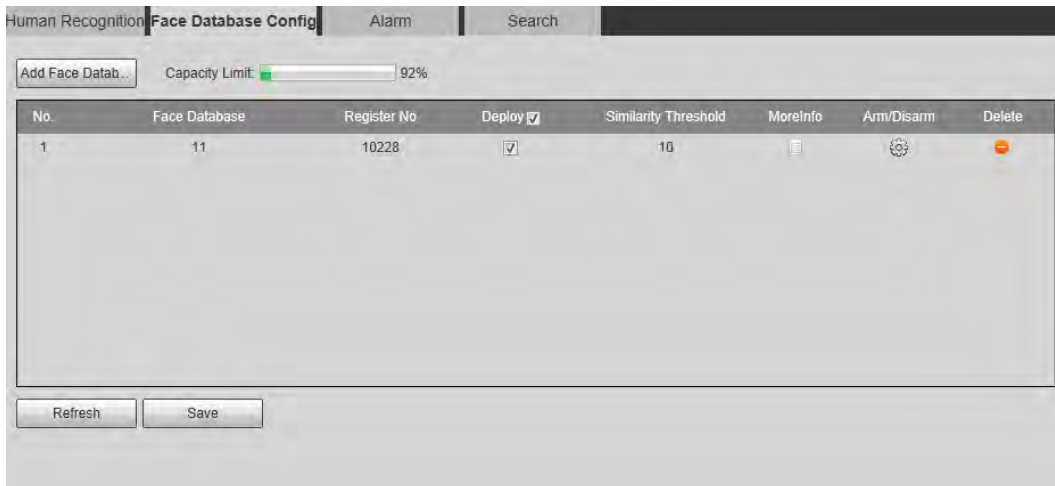 Human Recognition Face Database Config Alarm Search
Add Face Datab... Capacity Limit: 92%
No. Face Database Register No Deploy Similarity Threshold MoreInfo Arm/Disarm Delete
1 11 10228 10
Refresh Save